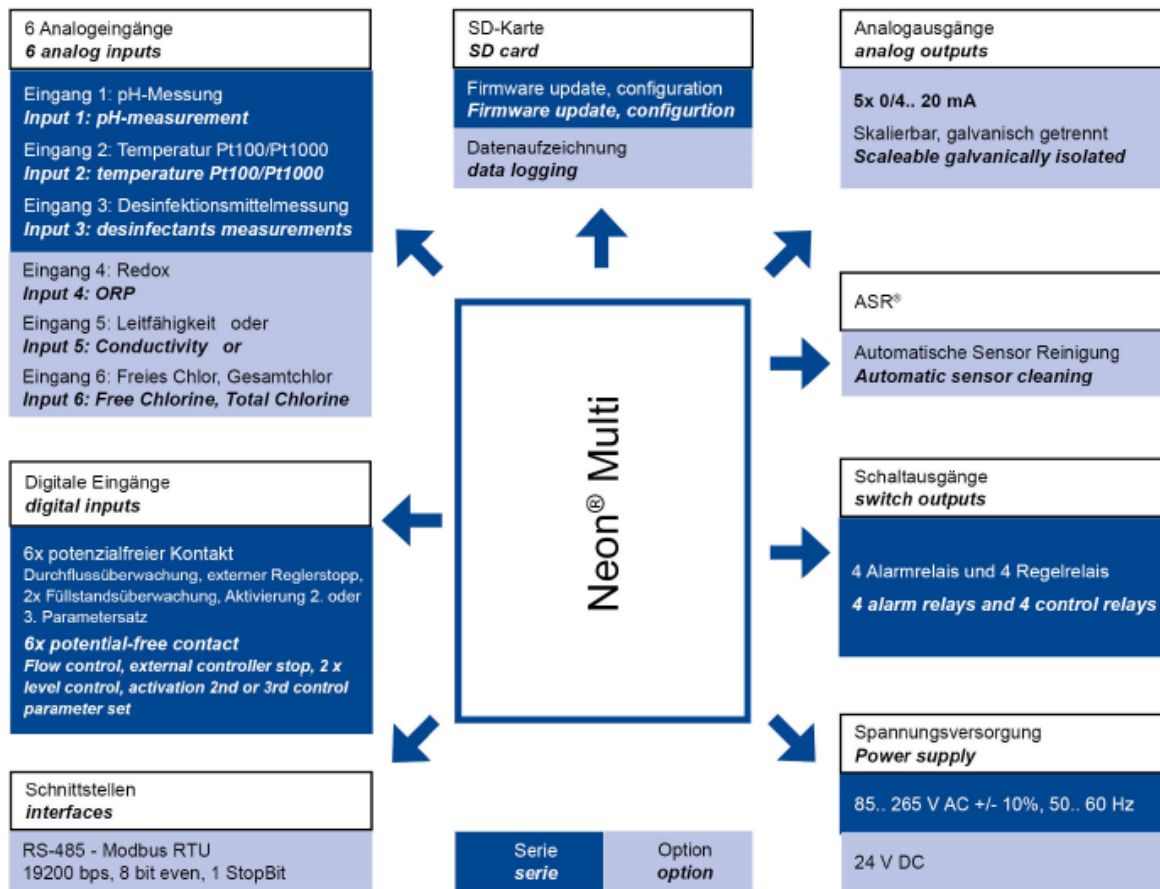 6 Analogeingänge
6 analog inputs
Eingang 1: pH-Messung
Input 1: pH-measurement
Eingang 2: Temperatur Pt100/Pt1000
Input 2: temperature Pt100/Pt1000
Eingang 3: Desinfektionsmittelmessung
Input 3: desinfectants measurements
Eingang 4: Redox
Input 4: ORP
Eingang 5: Leitfähigkeit oder
Input 5: Conductivity or
Eingang 6: Freies Chlor, Gesamtchlor
Input 6: Free Chlorine, Total Chlorine
SD-Karte
SD card
Firmware update, configuration
Firmware update, configurtion
Datenaufzeichnung
data logging
Analogausgänge
analog outputs
5x 0/4.. 20 mA
Skalierbar, galvanisch getrennt
Scaleable galvanically isolated
ASR®
Automatische Sensor Reinigung
Automatic sensor cleaning
Neon® Multi
Digitale Eingänge
digital inputs
6x potenzialfreier Kontakt
Durchflussüberwachung, externer Reglerstopp,
2x Füllstandsüberwachung, Aktivierung 2. oder
3. Parametersatz
6x potential-free contact
Flow control, external controller stop, 2 x
level control, activation 2nd or 3rd control
parameter set
Schaltausgänge
switch outputs
4 Alarmrelais und 4 Regelrelais
4 alarm relays and 4 control relays
Schnittstellen
interfaces
RS-485 - Modbus RTU
19200 bps, 8 bit even, 1 StopBit
Serie
serie
Option
option
Spannungsversorgung
Power supply
85.. 265 V AC +/- 10%, 50.. 60 Hz
24 V DC